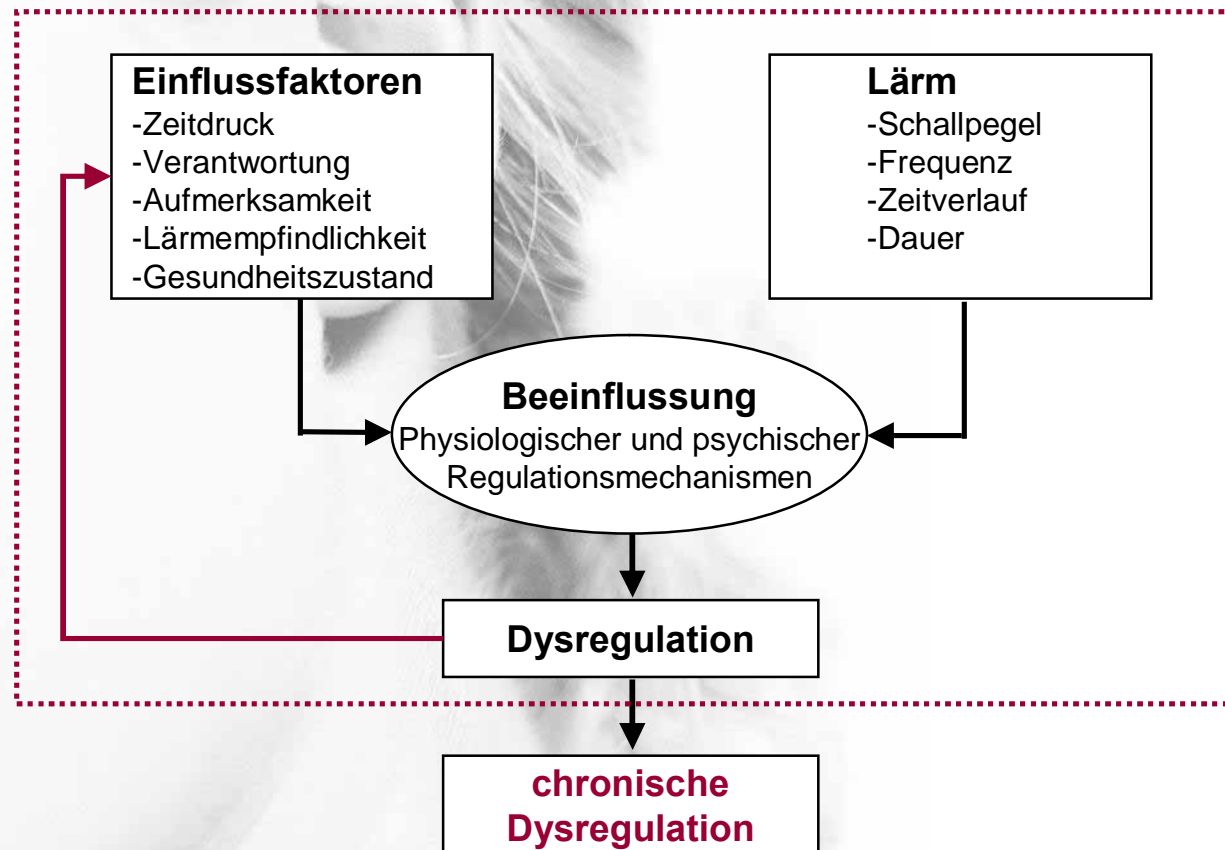 Einflussfaktoren
-Zeitdruck
-Verantwortung
-Aufmerksamkeit
-Lärmempfindlichkeit
-Gesundheitszustand
Lärm
-Schallpegel
-Frequenz
-Zeitverlauf
-Dauer
Beeinflussung
Physiologischer und psychischer
Regulationsmechanismen
Dysregulation
chronische
Dysregulation